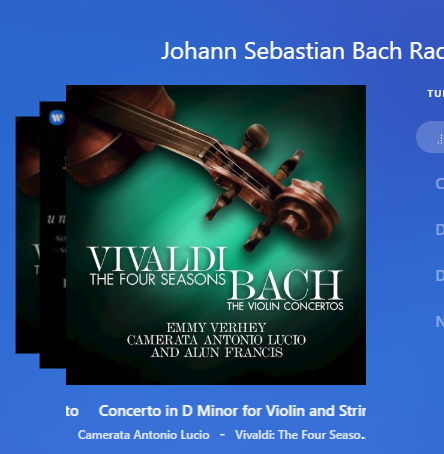 Johann Sebastian Bach Rad
TU
VIVALDI
THE FOUR SEASONS
BACH
THE VIOLIN CONCERTOS
EMMY VERHEY
CAMERATA ANTONIO LUCIO
AND ALUN FRANCIS
to Concerto in D Minor for Violin and Strin
Camerata Antonio Lucio - Vivaldi: The Four Seaso..
C
D
D
N